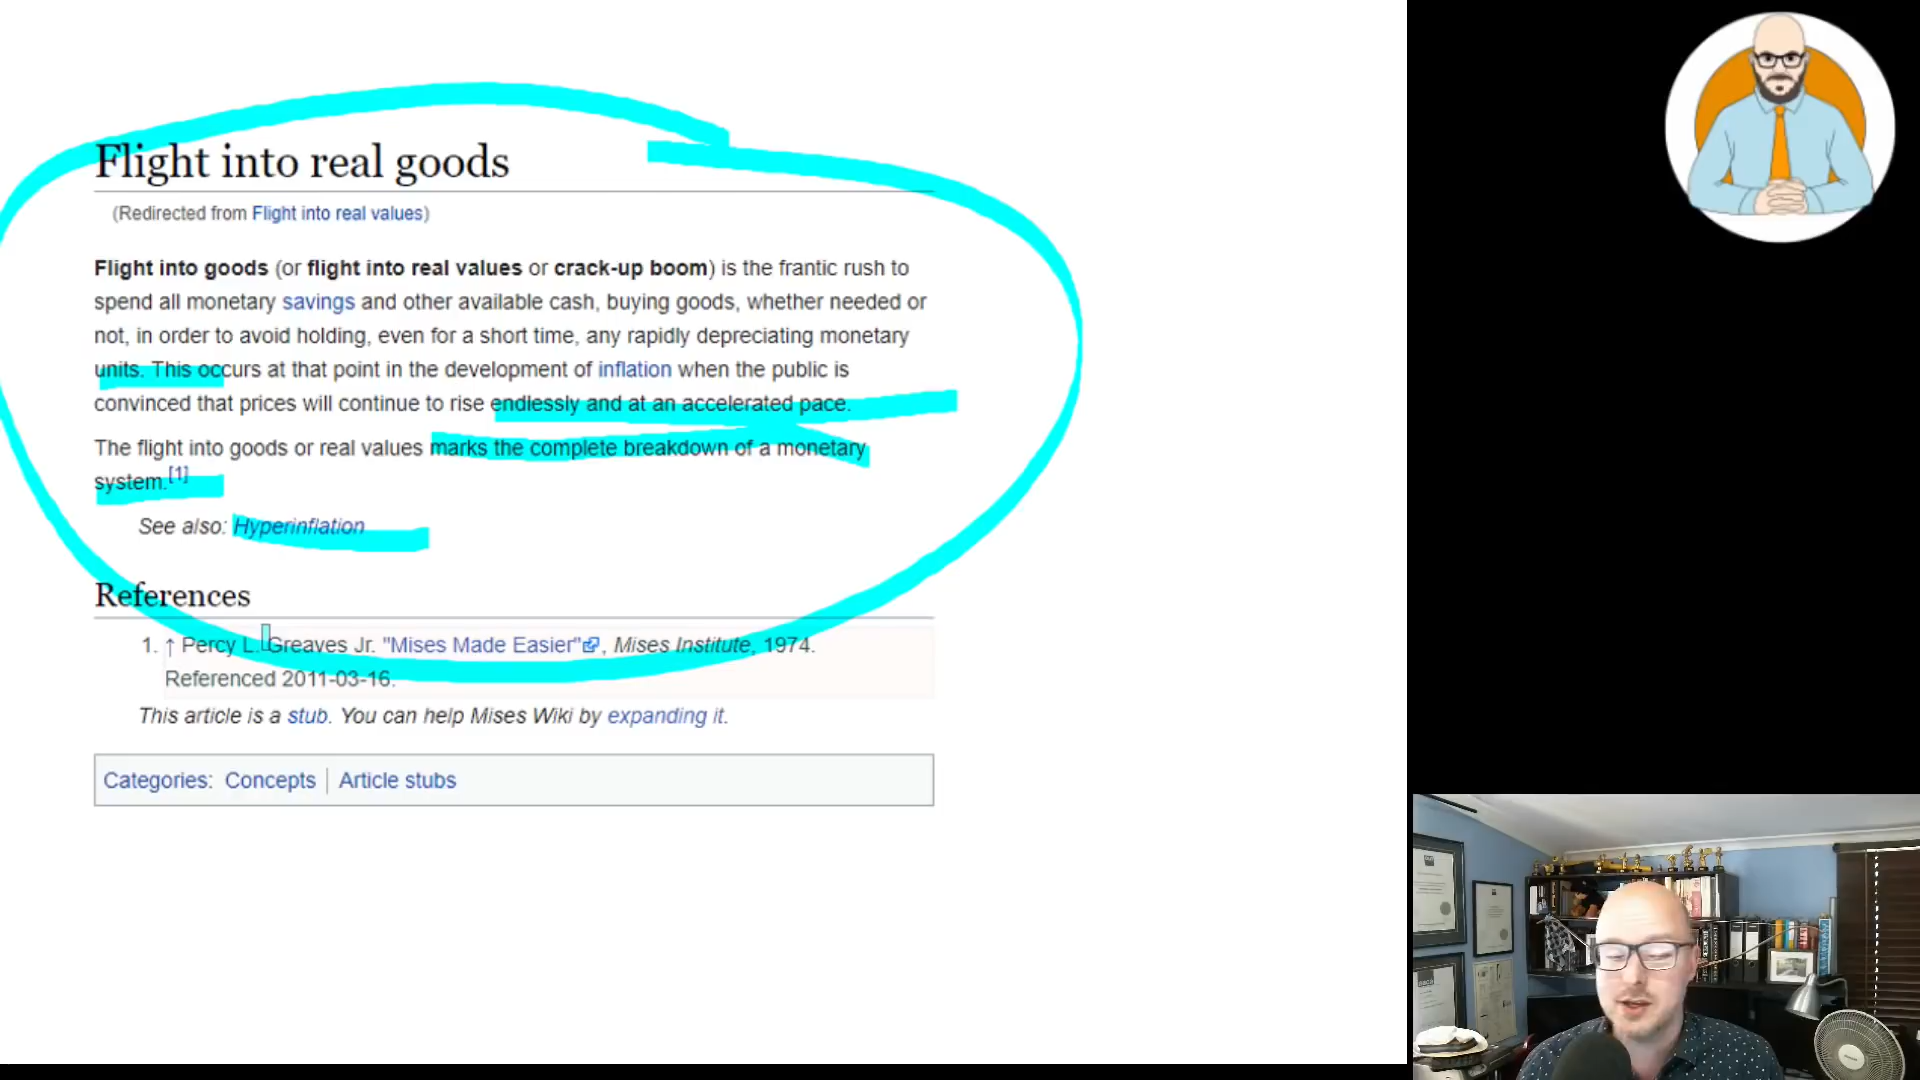 Flight into real goods
(Redirected from Flight into real values)
Flight into goods (or flight into real values or crack-up boom) is the frantic rush to
spend all monetary savings and other available cash, buying goods, whether needed or
not, in order to avoid holding, even for a short time, any rapidly depreciating monetary
units. This occurs at that point in the development of inflation when the public is
convinced that prices will continue to rise endlessly and at an accelerated pace.
The flight into goods or real values marks the complete breakdown of a monetary
system.[1]
See also: Hyperinflation
References
1. ↑ Percy L. Greaves Jr. "Mises Made Easier", Mises Institute, 1974.
Referenced 2011-03-16.
This article is a stub. You can help Mises Wiki by expanding it.
Categories: Concepts | Article stubs